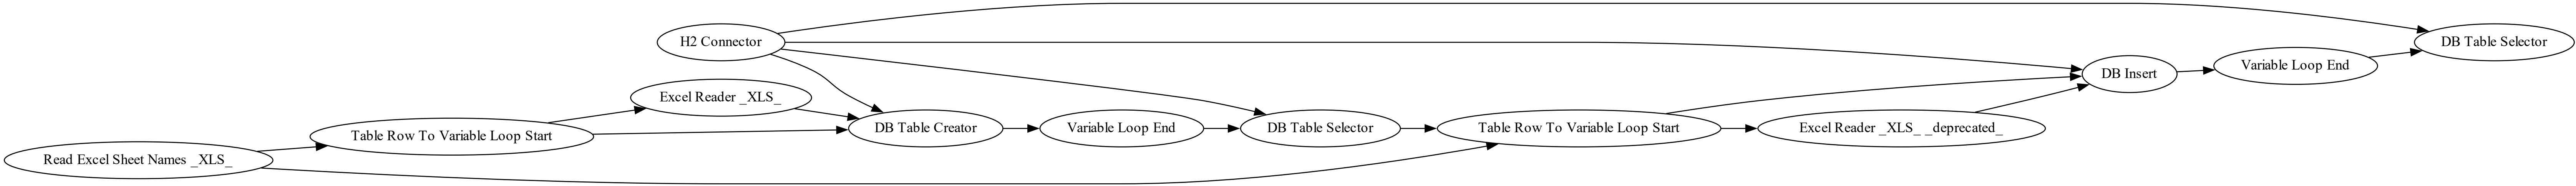 Read Excel Sheet Names _XLS_
Table Row To Variable Loop Start
Excel Reader _XLS_
H2 Connector
DB Table Creator
Variable Loop End
DB Table Selector
Table Row To Variable Loop Start
Excel Reader _XLS_ _deprecated_
DB Insert
Variable Loop End
DB Table Selector